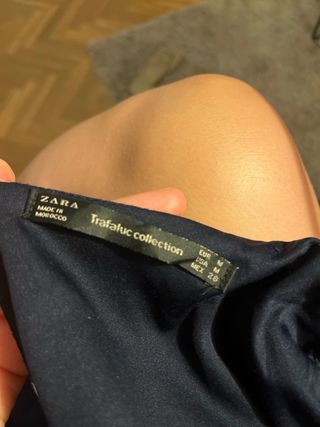 ZARA
MADE IN
MOROCCO
Trafaluc collection
EUR M
USA M
MEX 28